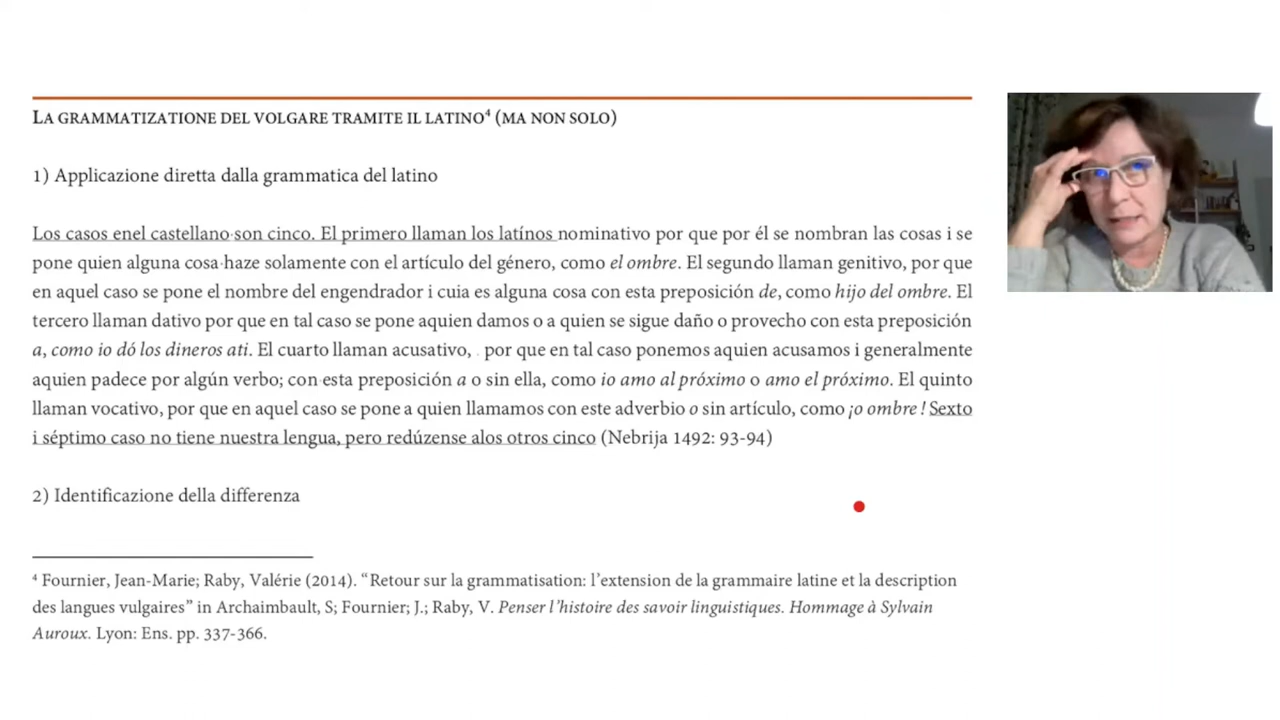 LA GRAMMATIZATIONE DEL VOLGARE TRAMITE IL LATINO⁴ (MA NON SOLO)
1) Applicazione diretta dalla grammatica del latino
Los casos enel castellano·son cinco. El primero llaman los latínos nominativo por que por él se nombran las cosas i se
pone quien alguna cosa·haze solamente con el artículo del género, como el ombre. El segundo llaman genitivo, por que
en aquel caso se pone el nombre del engendrador i cuia es alguna cosa con esta preposición de, como hijo del ombre. El
tercero llaman dativo por que en tal caso se pone aquien damos o a quien se sigue daño o provecho con esta preposición
a, como io dó los dineros ati. El cuarto llaman acusativo, por que en tal caso ponemos aquien acusamos i generalmente
aquien padece por algún verbo; con·esta preposición a o sin ella, como io amo al próximo o amo el próximo. El quinto
llaman vocativo, por que en aquel caso se pone a quien llamamos con este adverbio o sin artículo, como ¡o ombre! Sexto
i séptimo caso no tiene nuestra lengua, pero redúzense alos otros cinco (Nebrija 1492: 93-94)
2) Identificazione della differenza
⁴ Fournier, Jean-Marie; Raby, Valérie (2014). “Retour sur la grammatisation: l’extension de la grammaire latine et la description
des langues vulgaires” in Archaimbault, S; Fournier; J.; Raby, V. Penser l’histoire des savoir linguistiques. Hommage à Sylvain
Auroux. Lyon: Ens. pp. 337-366.